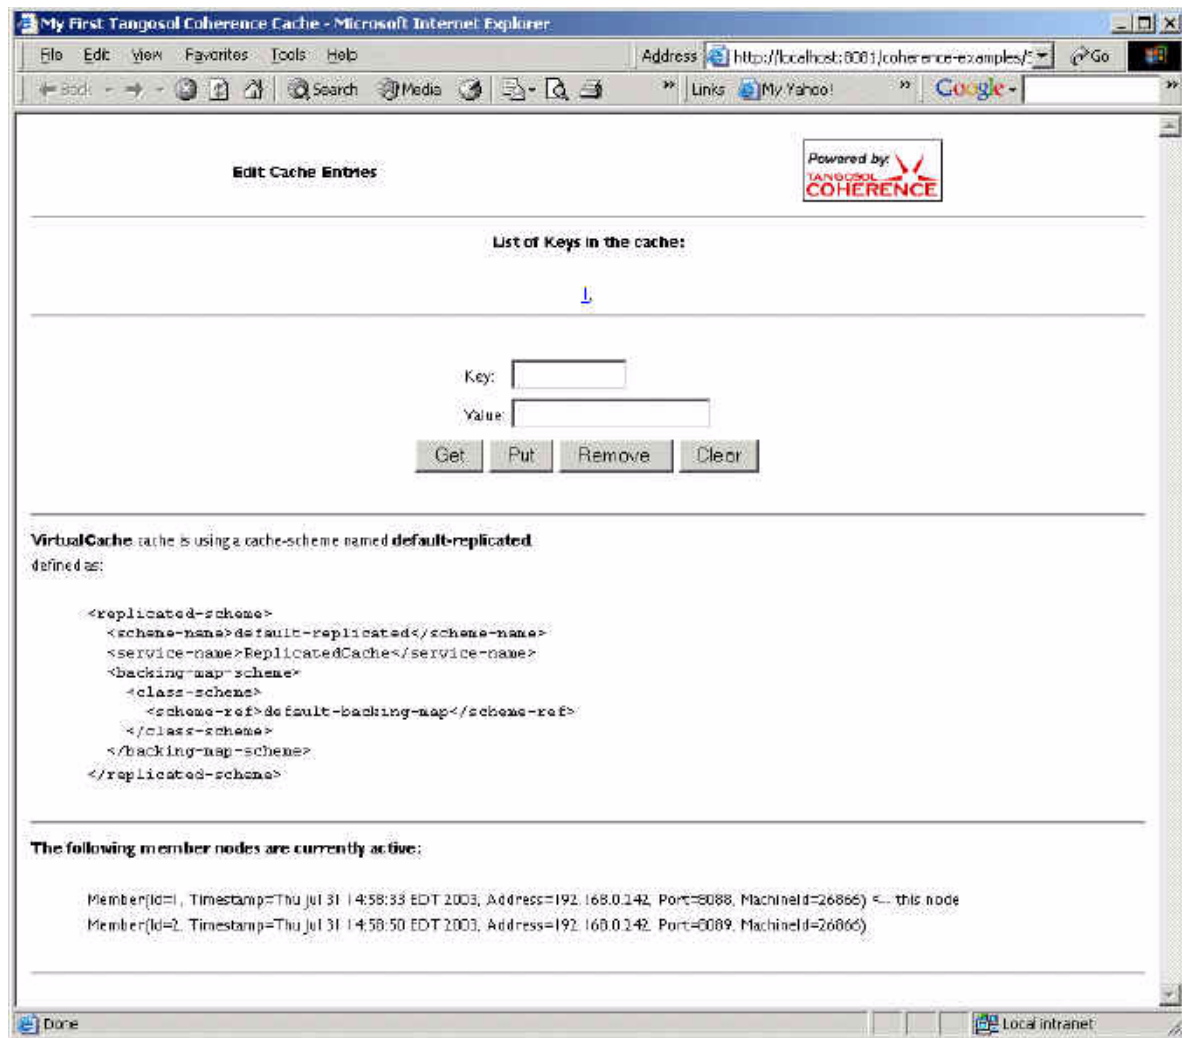 My First Tangosol Coherence Cache - Microsoft Internet Explorer
File Edit View Favorites Tools Help Address http://localhost:8081/coherence-examples/ Go
Back Search Media » Links My Yahoo! » Google »
Edit Cache Entries
Powered by:
TANGOSOL
COHERENCE
List of Keys in the cache:
1,
Key:
Value:
Get Put Remove Clear
VirtualCache cache is using a cache-scheme named default-replicated
defined as:
<replicated-scheme>
<scheme-name>default-replicated</scheme-name>
<service-name>ReplicatedCache</service-name>
<backing-map-scheme>
<class-scheme>
<scheme-ref>default-backing-map</scheme-ref>
</class-scheme>
</backing-map-scheme>
</replicated-scheme>
The following member nodes are currently active:
Member(Id=1, Timestamp=Thu Jul 31 14:58:33 EDT 2003, Address=192.168.0.242, Port=8088, MachineId=26866) <-- this node
Member(Id=2, Timestamp=Thu Jul 31 14:58:50 EDT 2003, Address=192.168.0.242, Port=8089, MachineId=26866)
Done Local intranet